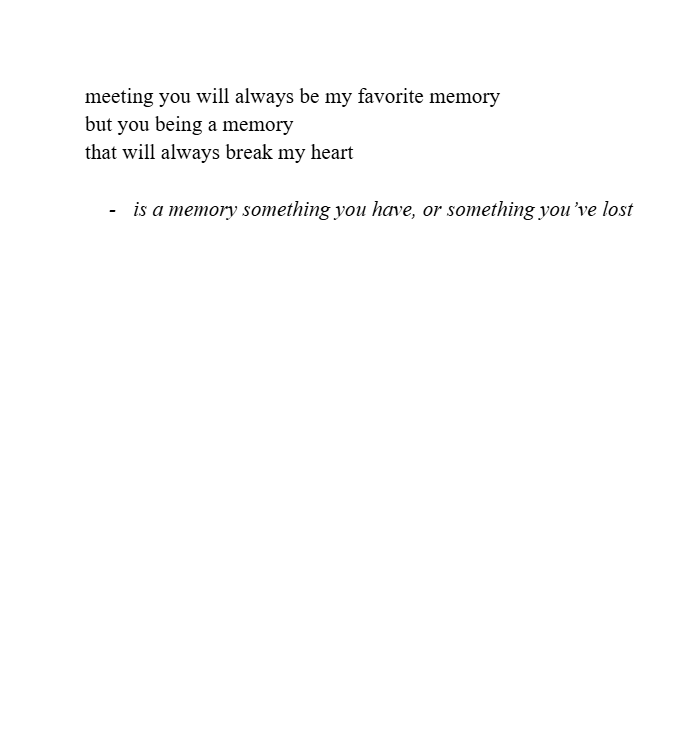 meeting you will always be my favorite memory
but you being a memory
that will always break my heart
- is a memory something you have, or something you’ve lost